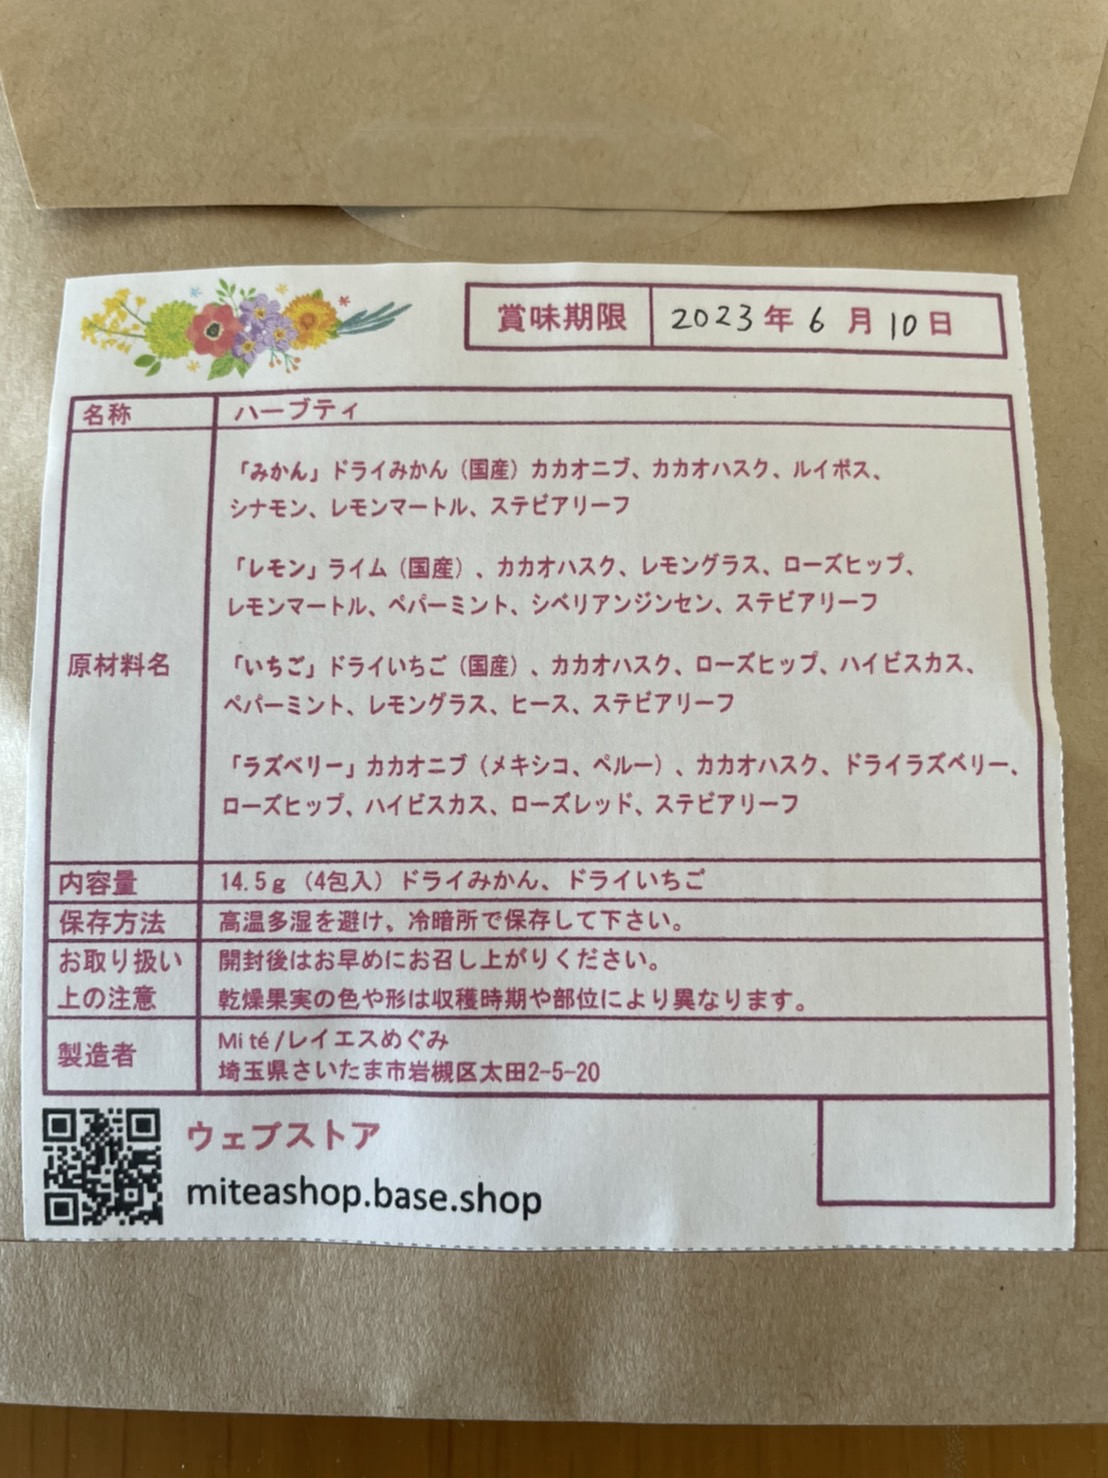 賞味期限 2023年6月10日
名称 ハーブティ
原材料名
「みかん」ドライみかん（国産）カカオニブ、カカオハスク、ルイボス、
シナモン、レモンマートル、ステビアリーフ
「レモン」ライム（国産）、カカオハスク、レモングラス、ローズヒップ、
レモンマートル、ペパーミント、シベリアンジンセン、ステビアリーフ
「いちご」ドライいちご（国産）、カカオハスク、ローズヒップ、ハイビスカス、
ペパーミント、レモングラス、ヒース、ステビアリーフ
「ラズベリー」カカオニブ（メキシコ、ペルー）、カカオハスク、ドライラズベリー、
ローズヒップ、ハイビスカス、ローズレッド、ステビアリーフ
内容量 14.5g（4包入）ドライみかん、ドライいちご
保存方法 高温多湿を避け、冷暗所で保存して下さい。
お取り扱い 開封後はお早めにお召し上がりください。
上の注意 乾燥果実の色や形は収穫時期や部位により異なります。
製造者
Mi té/レイエスめぐみ
埼玉県さいたま市岩槻区太田2-5-20
ウェブストア
miteashop.base.shop